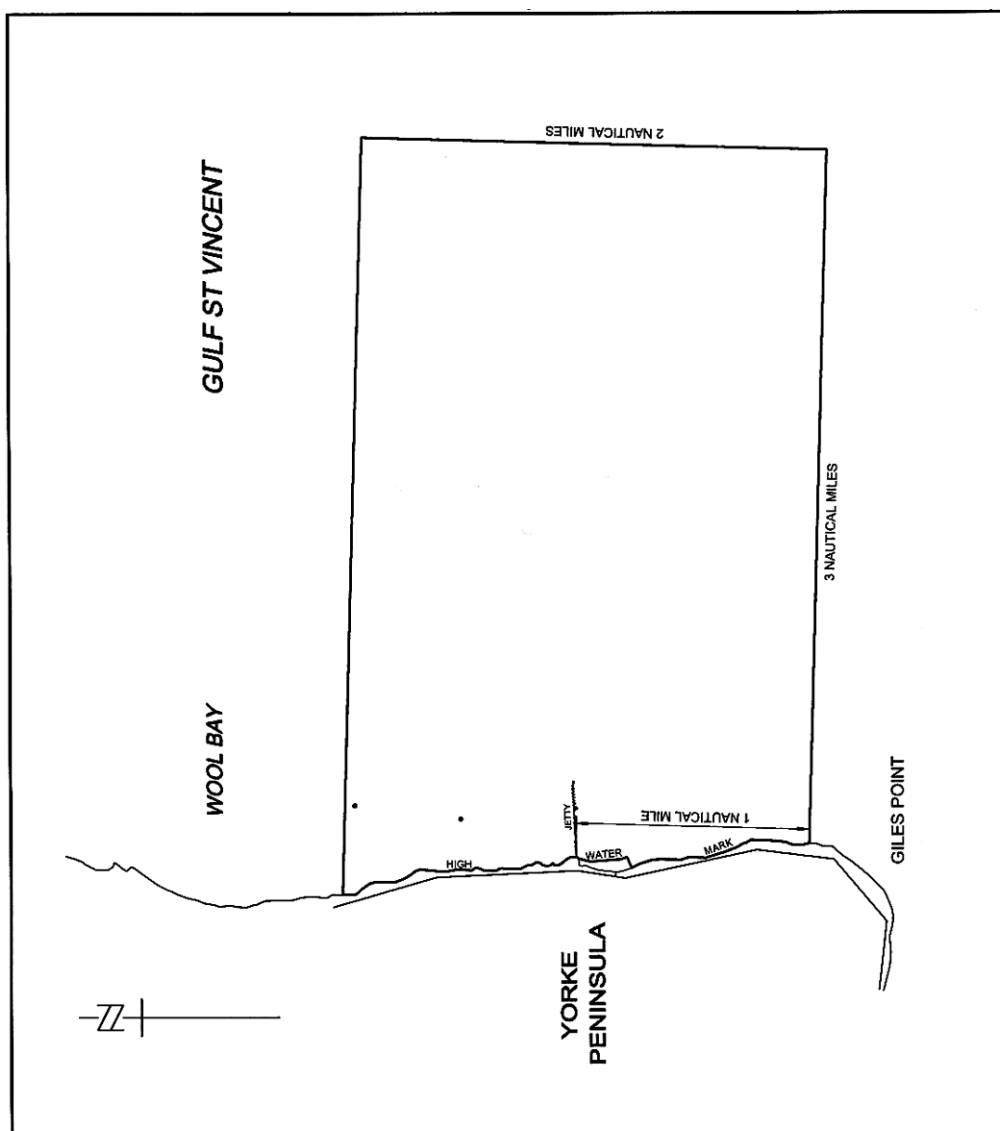 2 NAUTICAL MILES
GULF ST VINCENT
3 NAUTICAL MILES
WOOL BAY
JETTY
1 NAUTICAL MILE
HIGH
WATER
MARK
GILES POINT
YORKE
PENINSULA
N